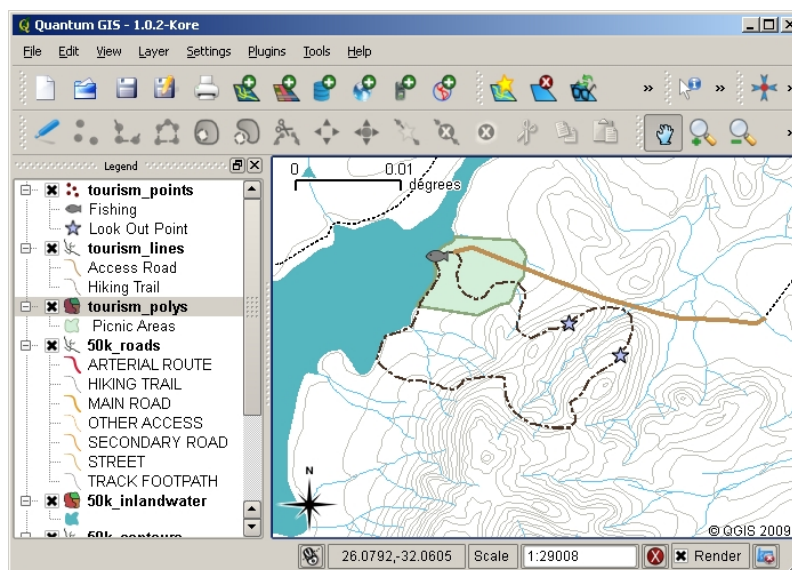 Quantum GIS - 1.0.2-Kore
File Edit View Layer Settings Plugins Tools Help
Legend
tourism_points
Fishing
Look Out Point
tourism_lines
Access Road
Hiking Trail
tourism_polys
Picnic Areas
50k_roads
ARTERIAL ROUTE
HIKING TRAIL
MAIN ROAD
OTHER ACCESS
SECONDARY ROAD
STREET
TRACK FOOTPATH
50k_inlandwater
50k_contours
0 0.01
dégrees
N
© QGIS 2009
26.0792,-32.0605 Scale 1:29008 Render